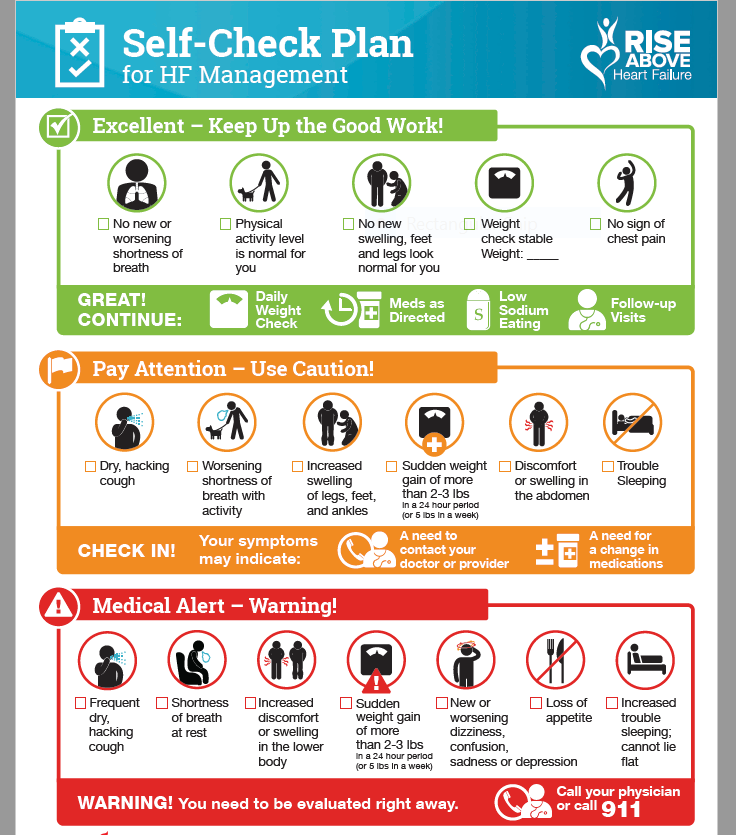 Self-Check Plan
for HF Management
RISE
ABOVE
Heart Failure
Excellent – Keep Up the Good Work!
No new or
worsening
shortness of
breath
Physical
activity level
is normal for
you
No new
swelling, feet
and legs look
normal for you
Weight
check stable
Weight: ____
No sign of
chest pain
GREAT!
CONTINUE:
Daily
Weight
Check
Meds as
Directed
S
Low
Sodium
Eating
Follow-up
Visits
Pay Attention – Use Caution!
Dry, hacking
cough
Worsening
shortness of
breath with
activity
Increased
swelling
of legs, feet,
and ankles
Sudden weight
gain of more
than 2-3 lbs
in a 24 hour period
(or 5 lbs in a week)
Discomfort
or swelling in
the abdomen
Trouble
Sleeping
CHECK IN!
Your symptoms
may indicate:
A need to
contact your
doctor or provider
A need for
a change in
medications
Medical Alert – Warning!
Frequent
dry,
hacking
cough
Shortness
of breath
at rest
Increased
discomfort
or swelling
in the lower
body
Sudden
weight gain
of more
than 2-3 lbs
in a 24 hour period
(or 5 lbs in a week)
New or
worsening
dizziness,
confusion,
sadness or depression
Loss of
appetite
Increased
trouble
sleeping;
cannot lie
flat
WARNING! You need to be evaluated right away.
Call your physician
or call 911